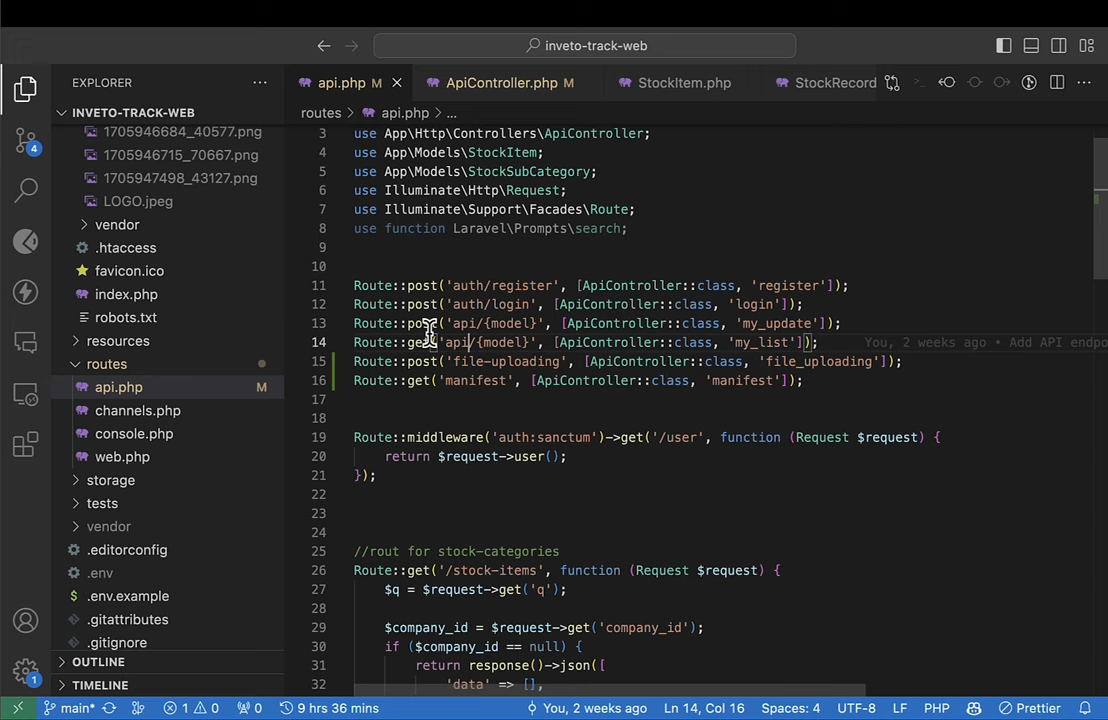 inveto-track-web
EXPLORER
INVETO-TRACK-WEB
1705946684_40577.png
1705946715_70667.png
1705947498_43127.png
LOGO.jpeg
vendor
.htaccess
favicon.ico
index.php
robots.txt
resources
routes
api.php M
channels.php
console.php
web.php
storage
tests
vendor
.editorconfig
.env
.env.example
.gitattributes
.gitignore
OUTLINE
TIMELINE
4
1
api.php M ApiController.php M StockItem.php StockRecord
routes > api.php > ...
3 use App\Http\Controllers\ApiController;
4 use App\Models\StockItem;
5 use App\Models\StockSubCategory;
6 use Illuminate\Http\Request;
7 use Illuminate\Support\Facades\Route;
8 use function Laravel\Prompts\search;
9
10
11 Route::post('auth/register', [ApiController::class, 'register']);
12 Route::post('auth/login', [ApiController::class, 'login']);
13 Route::post('api/{model}', [ApiController::class, 'my_update']);
14 Route::get('api/{model}', [ApiController::class, 'my_list']); You, 2 weeks ago • Add API endpo
15 Route::post('file-uploading', [ApiController::class, 'file_uploading']);
16 Route::get('manifest', [ApiController::class, 'manifest']);
17
18
19 Route::middleware('auth:sanctum')->get('/user', function (Request $request) {
20 return $request->user();
21 });
22
23
24
25 //rout for stock-categories
26 Route::get('/stock-items', function (Request $request) {
27 $q = $request->get('q');
28
29 $company_id = $request->get('company_id');
30 if ($company_id == null) {
31 return response()->json([
32 'data' => [],
main* 1 0 0 9 hrs 36 mins You, 2 weeks ago Ln 14, Col 16 Spaces: 4 UTF-8 LF PHP Prettier